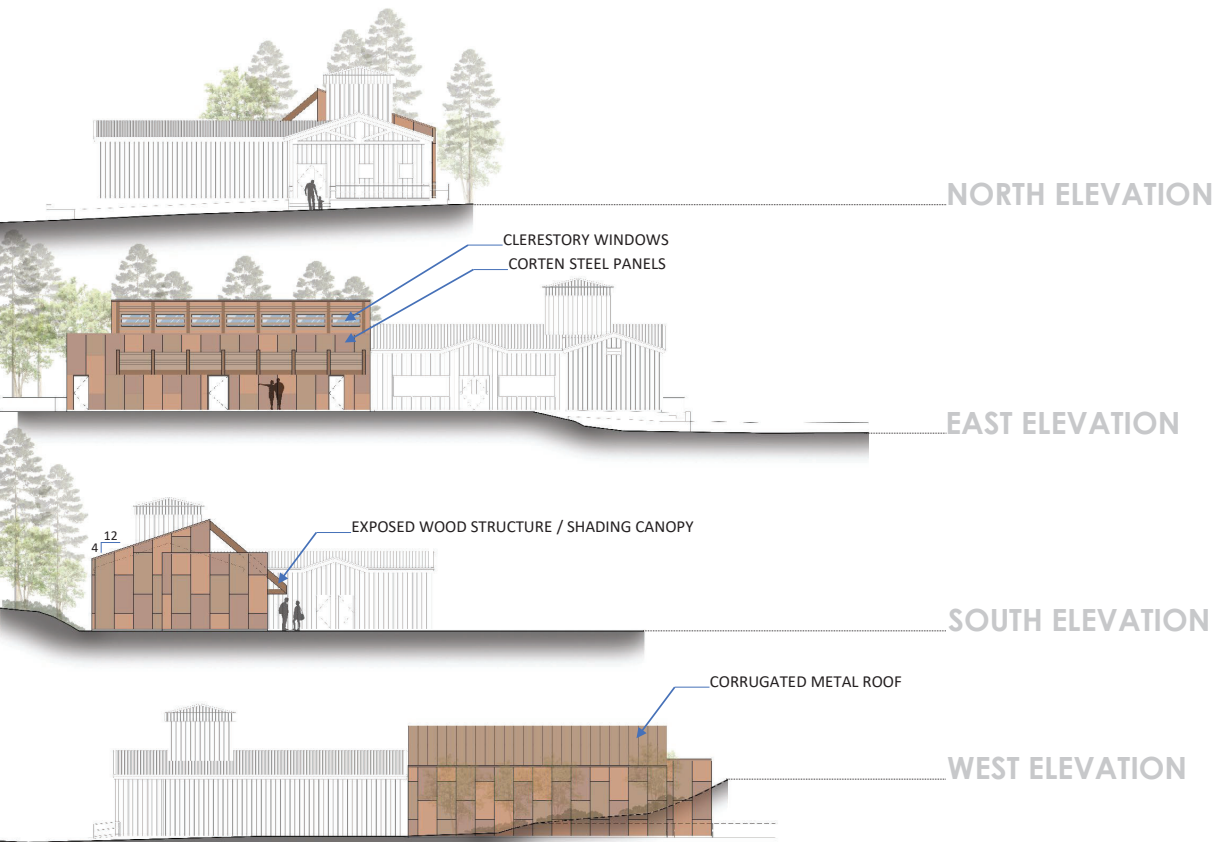 NORTH ELEVATION
CLERESTORY WINDOWS
CORTEN STEEL PANELS
EAST ELEVATION
EXPOSED WOOD STRUCTURE / SHADING CANOPY
12
4
SOUTH ELEVATION
CORRUGATED METAL ROOF
WEST ELEVATION